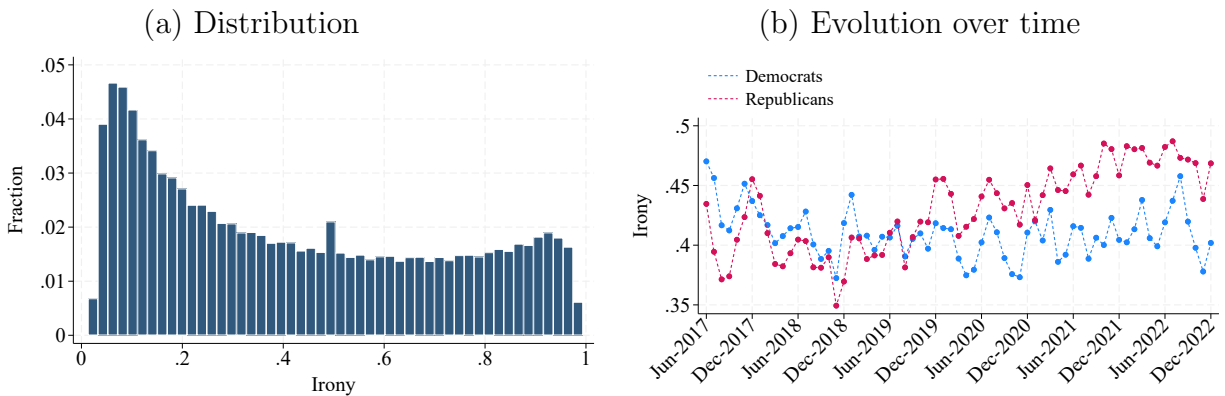 (a) Distribution
.05
.04
.03
.02
.01
0
Fraction
0 .2 .4 .6 .8 1
Irony
(b) Evolution over time
Democrats
Republicans
.5
.45
.4
.35
Irony
Jun-2017 Dec-2017 Jun-2018 Dec-2018 Jun-2019 Dec-2019 Jun-2020 Dec-2020 Jun-2021 Dec-2021 Jun-2022 Dec-2022